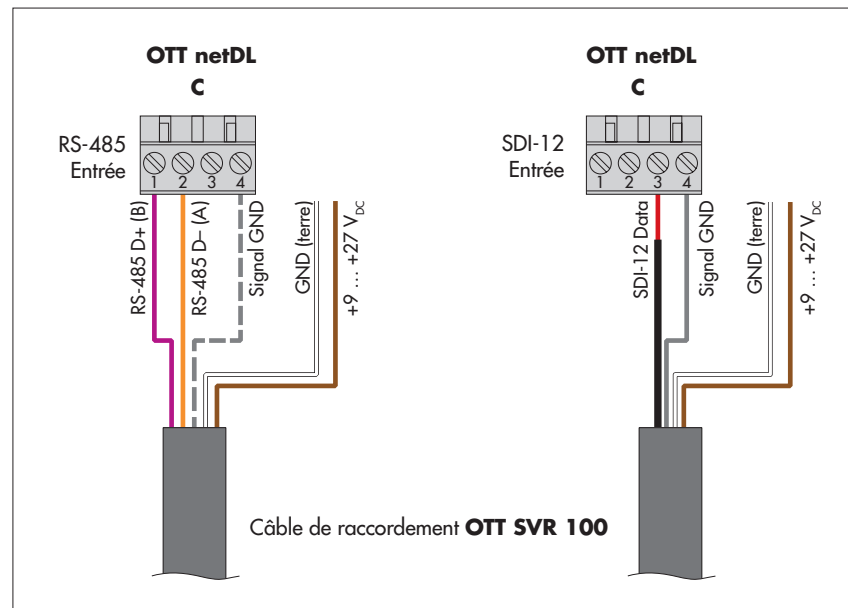 OTT netDL
C
RS-485
Entrée
1 2 3 4
RS-485 D+ (B)
RS-485 D– (A)
Signal GND
GND (terre)
+9 … +27 VDC
OTT netDL
C
SDI-12
Entrée
1 2 3 4
SDI-12 Data
Signal GND
GND (terre)
+9 … +27 VDC
Câble de raccordement OTT SVR 100